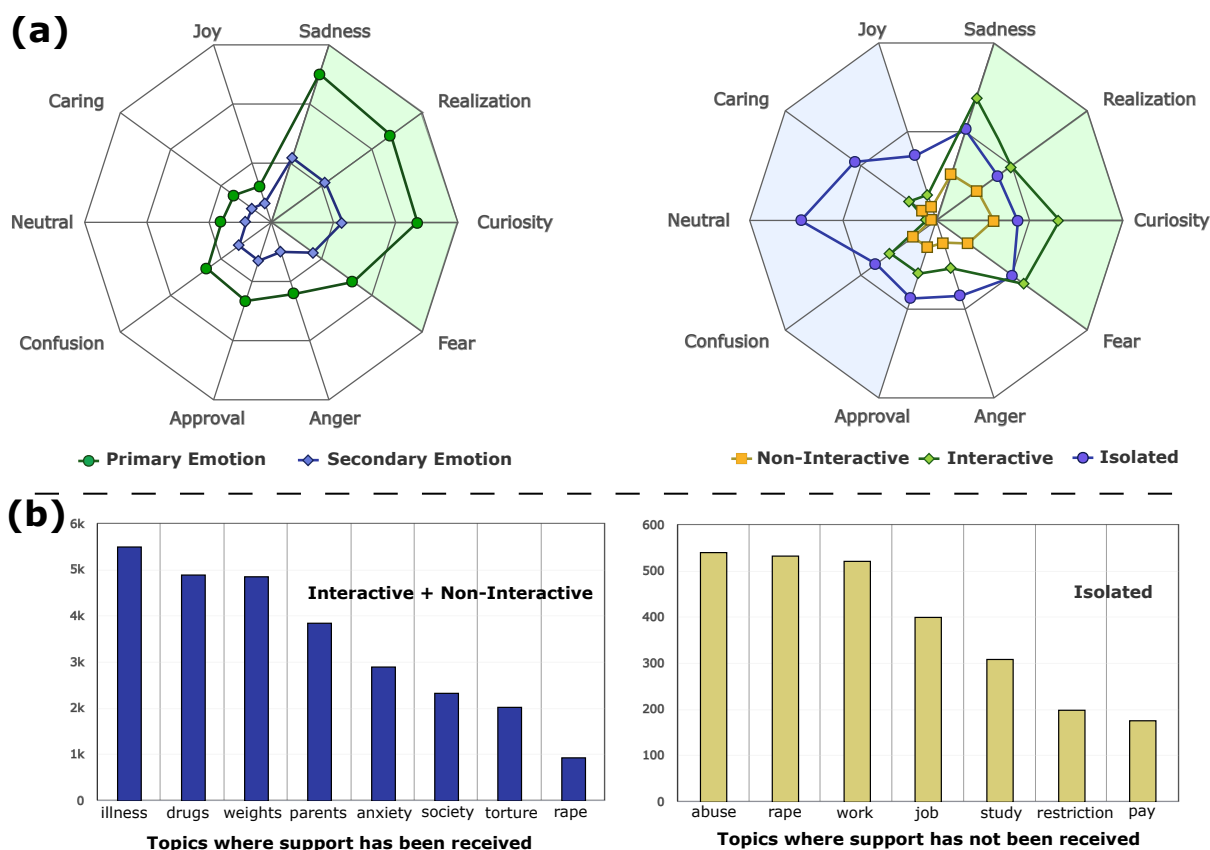 (a)
Joy
Sadness
Caring
Realization
Neutral
Curiosity
Confusion
Fear
Approval
Anger
Primary Emotion
Secondary Emotion
Joy
Sadness
Caring
Realization
Neutral
Curiosity
Confusion
Fear
Approval
Anger
Non-Interactive
Interactive
Isolated
(b)
6k
5k
4k
3k
2k
1k
0
Interactive + Non-Interactive
illness drugs weights parents anxiety society torture rape
Topics where support has been received
600
500
400
300
200
100
0
Isolated
abuse rape work job study restriction pay
Topics where support has not been received